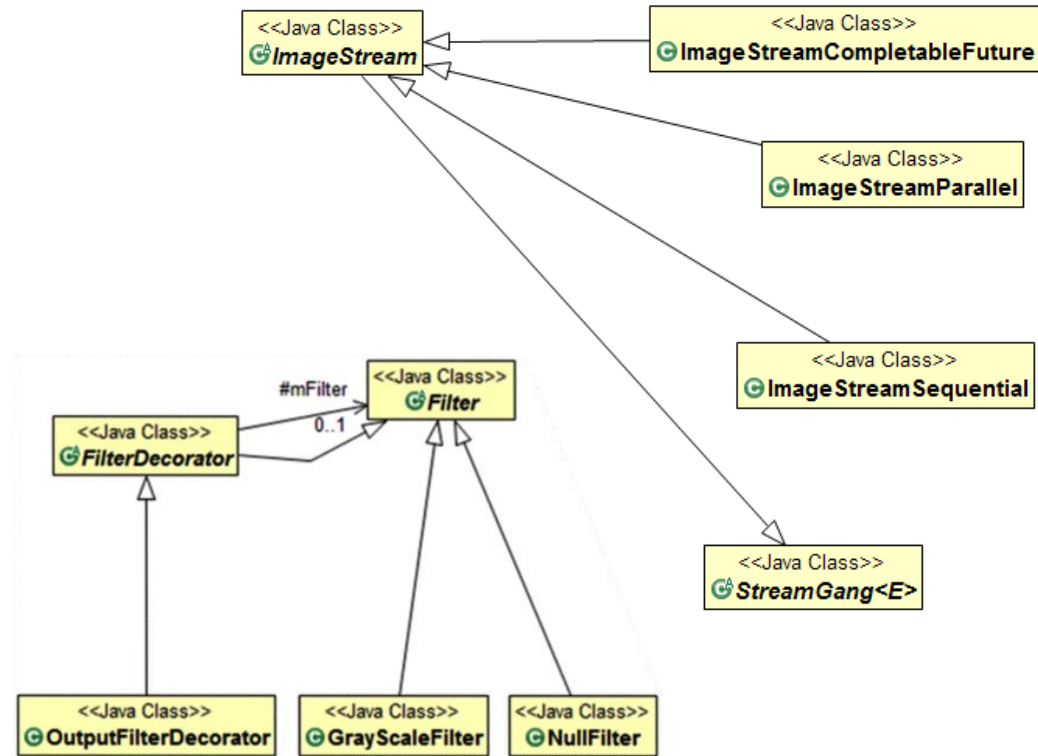 <<Java Class>>
ImageStream
<<Java Class>>
ImageStreamCompletableFuture
<<Java Class>>
ImageStreamParallel
<<Java Class>>
ImageStreamSequential
<<Java Class>>
Filter
#mFilter
0..1
<<Java Class>>
FilterDecorator
<<Java Class>>
StreamGang<E>
<<Java Class>>
OutputFilterDecorator
<<Java Class>>
GrayScaleFilter
<<Java Class>>
NullFilter